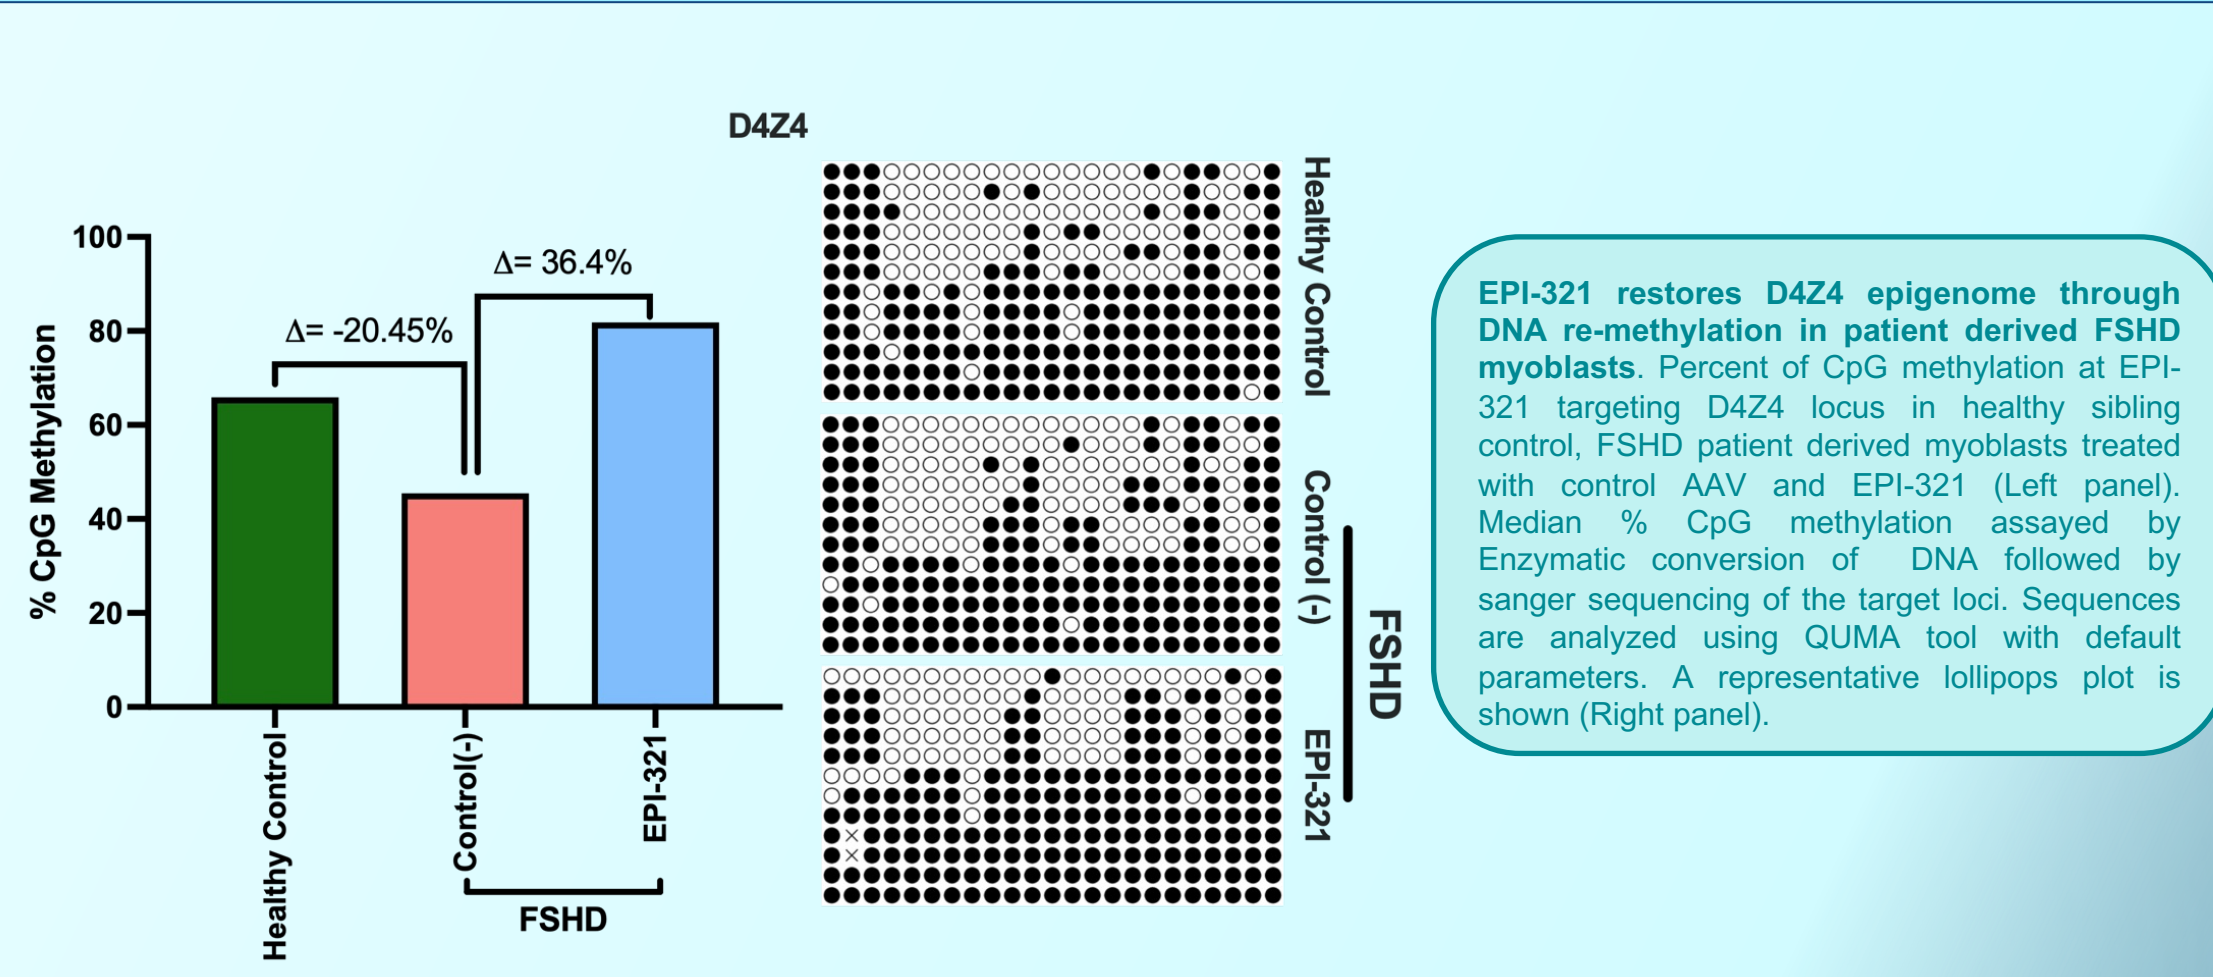 D4Z4
% CpG Methylation
100
80
60
40
20
0
Δ= -20.45%
Δ= 36.4%
Healthy Control
Control(-)
EPI-321
FSHD
Healthy Control
Control (-)
EPI-321
FSHD
EPI-321 restores D4Z4 epigenome through
DNA re-methylation in patient derived FSHD
myoblasts. Percent of CpG methylation at EPI-
321 targeting D4Z4 locus in healthy sibling
control, FSHD patient derived myoblasts treated
with control AAV and EPI-321 (Left panel).
Median % CpG methylation assayed by
Enzymatic conversion of DNA followed by
sanger sequencing of the target loci. Sequences
are analyzed using QUMA tool with default
parameters. A representative lollipops plot is
shown (Right panel).